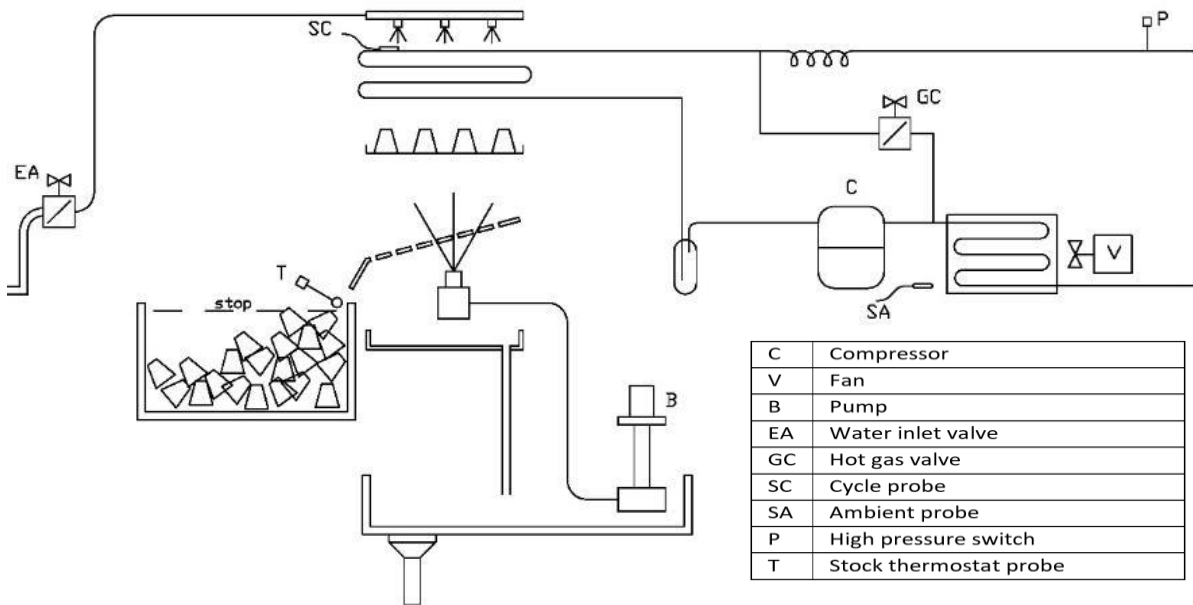 SC
P
GC
EA
C
T
V
stop
SA
B
C Compressor
V Fan
B Pump
EA Water inlet valve
GC Hot gas valve
SC Cycle probe
SA Ambient probe
P High pressure switch
T Stock thermostat probe